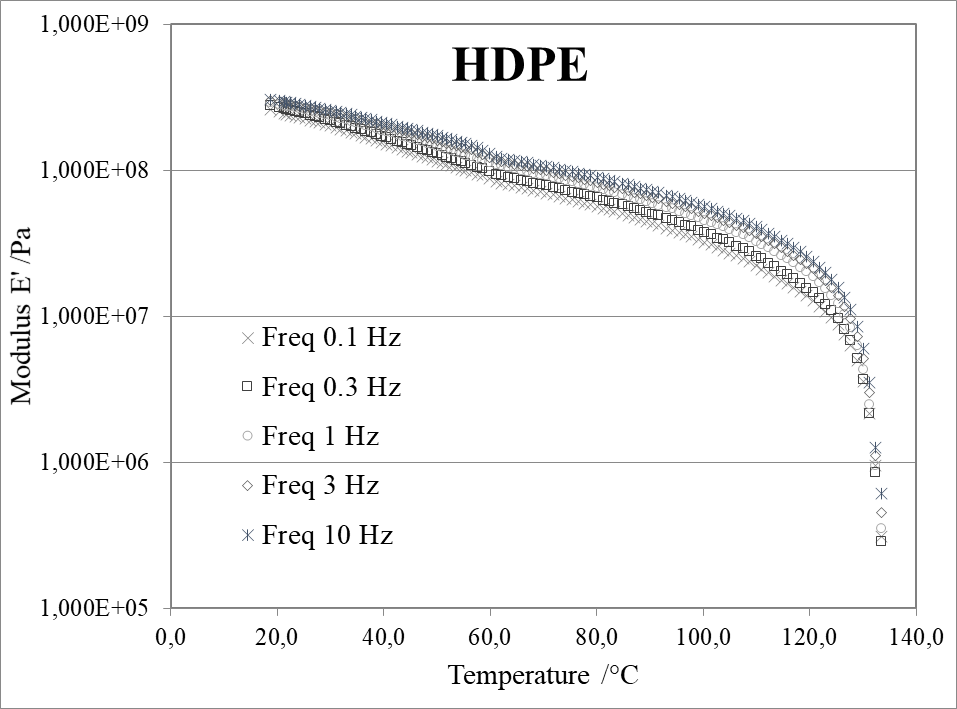 HDPE
1,000E+09
1,000E+08
1,000E+07
1,000E+06
1,000E+05
Modulus E' /Pa
Freq 0.1 Hz
Freq 0.3 Hz
Freq 1 Hz
Freq 3 Hz
Freq 10 Hz
0,0 20,0 40,0 60,0 80,0 100,0 120,0 140,0
Temperature /°C